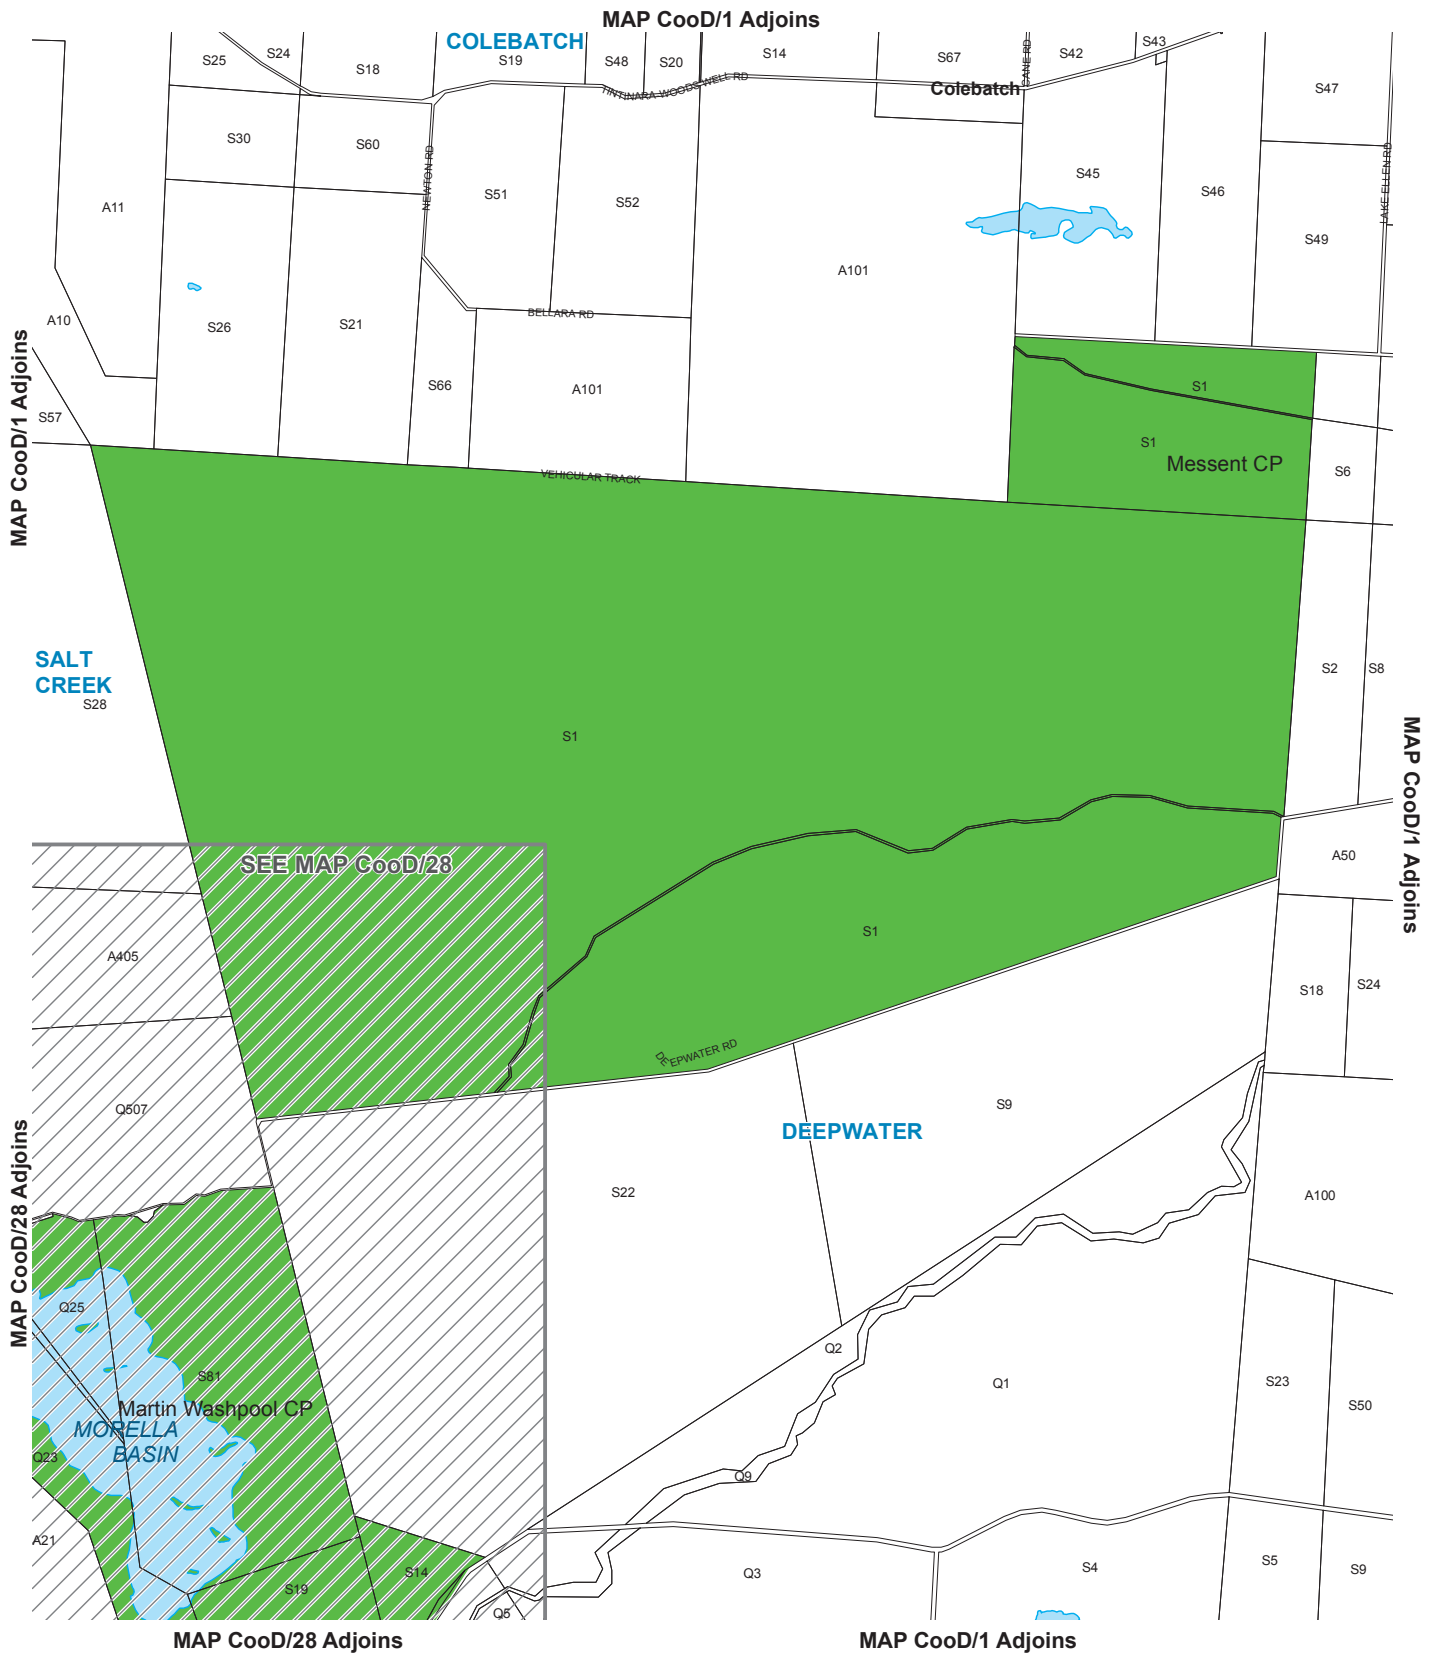 MAP CooD/1 Adjoins
COLEBATCH
S25
S24
S18
S19
S48
S20
S14
S67
LANE RD
S42
S43
TINTINARA WOODS WELL RD
Colebatch
S47
S30
S60
NEWTON RD
S51
S52
S45
S46
LAKE ELLEN RD
A11
S49
A101
A10
S26
S21
BELLARA RD
MAP CooD/1 Adjoins
S66
A101
S1
S57
S1
Messent CP
S6
VEHICULAR TRACK
SALT
CREEK
S28
S2
S8
S1
MAP CooD/1 Adjoins
SEE MAP CooD/28
A50
A405
S1
S18
S24
DEEPWATER RD
Q507
S9
DEEPWATER
S22
A100
MAP CooD/28 Adjoins
Q25
Q2
S81
Q1
S23
S50
Martin Washpool CP
MORELLA
BASIN
Q23
Q9
A21
S14
S19
Q3
S4
S5
S9
Q5
MAP CooD/28 Adjoins
MAP CooD/1 Adjoins